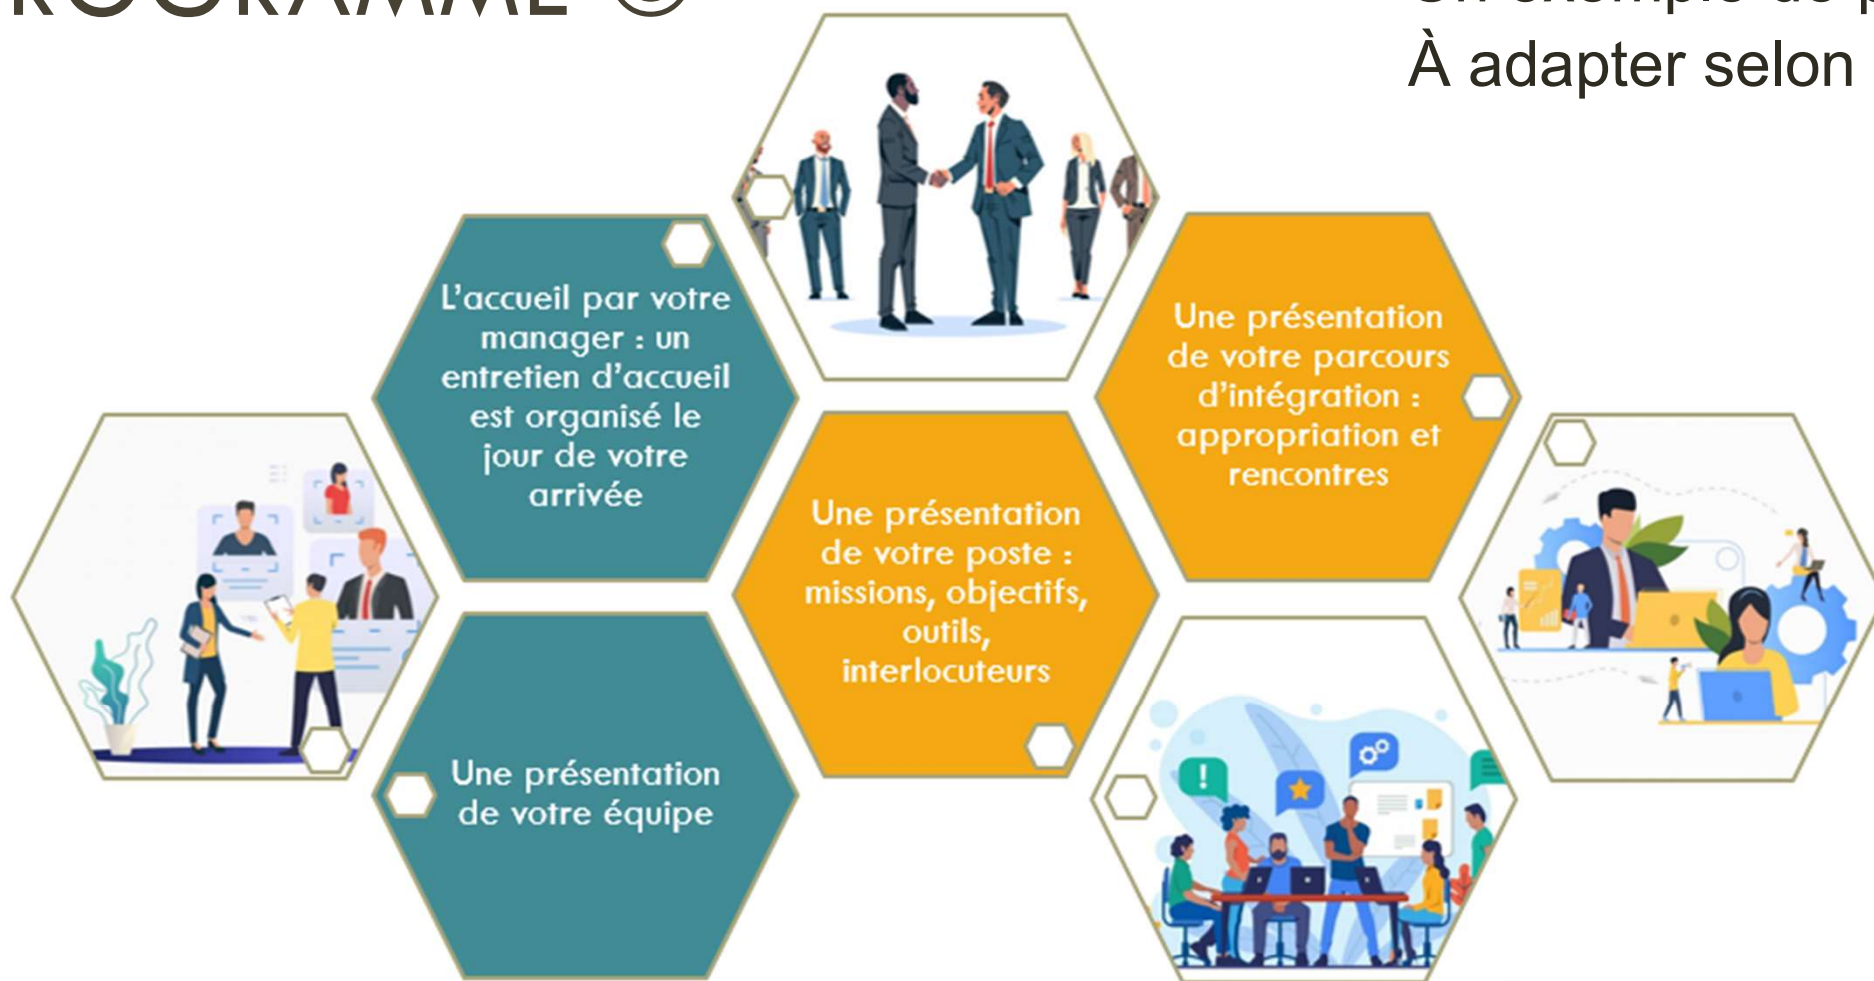 À adapter selon
L'accueil par votre
manager : un
entretien d'accueil
est organisé le
jour de votre
arrivée
Une présentation
de votre parcours
d'intégration :
appropriation et
rencontres
Une présentation
de votre poste :
missions, objectifs,
outils,
interlocuteurs
Une présentation
de votre équipe